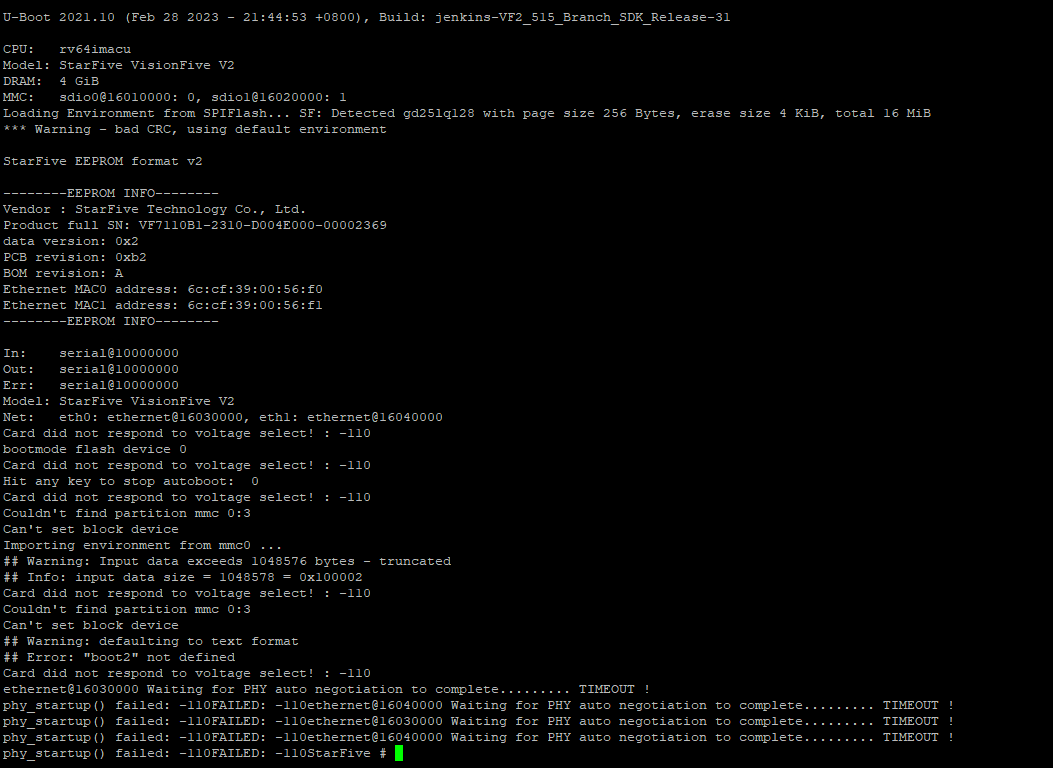 U-Boot 2021.10 (Feb 28 2023 - 21:44:53 +0800), Build: jenkins-VF2_515_Branch_SDK_Release-31
CPU:   rv64imacu
Model: StarFive VisionFive V2
DRAM:  4 GiB
MMC:   sdio0@16010000: 0, sdio1@16020000: 1
Loading Environment from SPIFlash... SF: Detected gd25lq128 with page size 256 Bytes, erase size 4 KiB, total 16 MiB
*** Warning - bad CRC, using default environment
StarFive EEPROM format v2
--------EEPROM INFO--------
Vendor : StarFive Technology Co., Ltd.
Product full SN: VF7110B1-2310-D004E000-00002369
data version: 0x2
PCB revision: 0xb2
BOM revision: A
Ethernet MAC0 address: 6c:cf:39:00:56:f0
Ethernet MAC1 address: 6c:cf:39:00:56:f1
--------EEPROM INFO--------
In:    serial@10000000
Out:   serial@10000000
Err:   serial@10000000
Model: StarFive VisionFive V2
Net:   eth0: ethernet@16030000, eth1: ethernet@16040000
Card did not respond to voltage select! : -110
bootmode flash device 0
Card did not respond to voltage select! : -110
Hit any key to stop autoboot:  0
Card did not respond to voltage select! : -110
Couldn't find partition mmc 0:3
Can't set block device
Importing environment from mmc0 ...
## Warning: Input data exceeds 1048576 bytes - truncated
## Info: input data size = 1048578 = 0x100002
Card did not respond to voltage select! : -110
Couldn't find partition mmc 0:3
Can't set block device
## Warning: defaulting to text format
## Error: "boot2" not defined
Card did not respond to voltage select! : -110
ethernet@16030000 Waiting for PHY auto negotiation to complete......... TIMEOUT !
phy_startup() failed: -110FAILED: -110ethernet@16040000 Waiting for PHY auto negotiation to complete......... TIMEOUT !
phy_startup() failed: -110FAILED: -110ethernet@16030000 Waiting for PHY auto negotiation to complete......... TIMEOUT !
phy_startup() failed: -110FAILED: -110ethernet@16040000 Waiting for PHY auto negotiation to complete......... TIMEOUT !
phy_startup() failed: -110FAILED: -110StarFive #